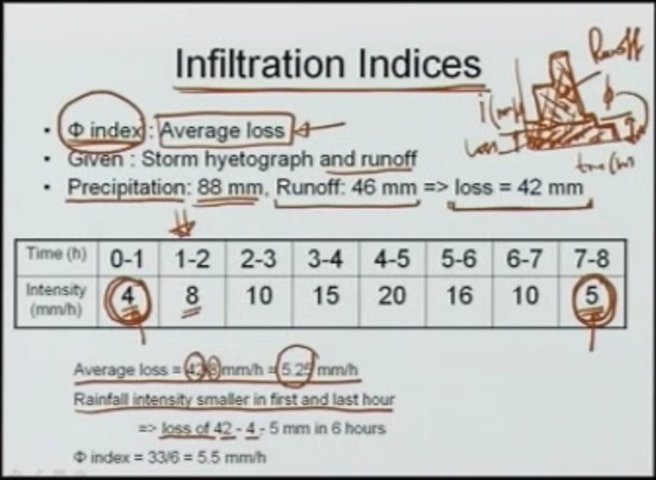 Infiltration Indices
Runoff
i (mm/h)
Φ
Loss
time (hr)
• Φ index : Average loss
• Given : Storm hyetograph and runoff
• Precipitation: 88 mm, Runoff: 46 mm => loss = 42 mm
Time (h) 0-1 1-2 2-3 3-4 4-5 5-6 6-7 7-8
Intensity (mm/h) 4 8 10 15 20 16 10 5
Average loss = 42/8 mm/h = 5.25 mm/h
Rainfall intensity smaller in first and last hour
=> loss of 42 - 4 - 5 mm in 6 hours
Φ index = 33/6 = 5.5 mm/h